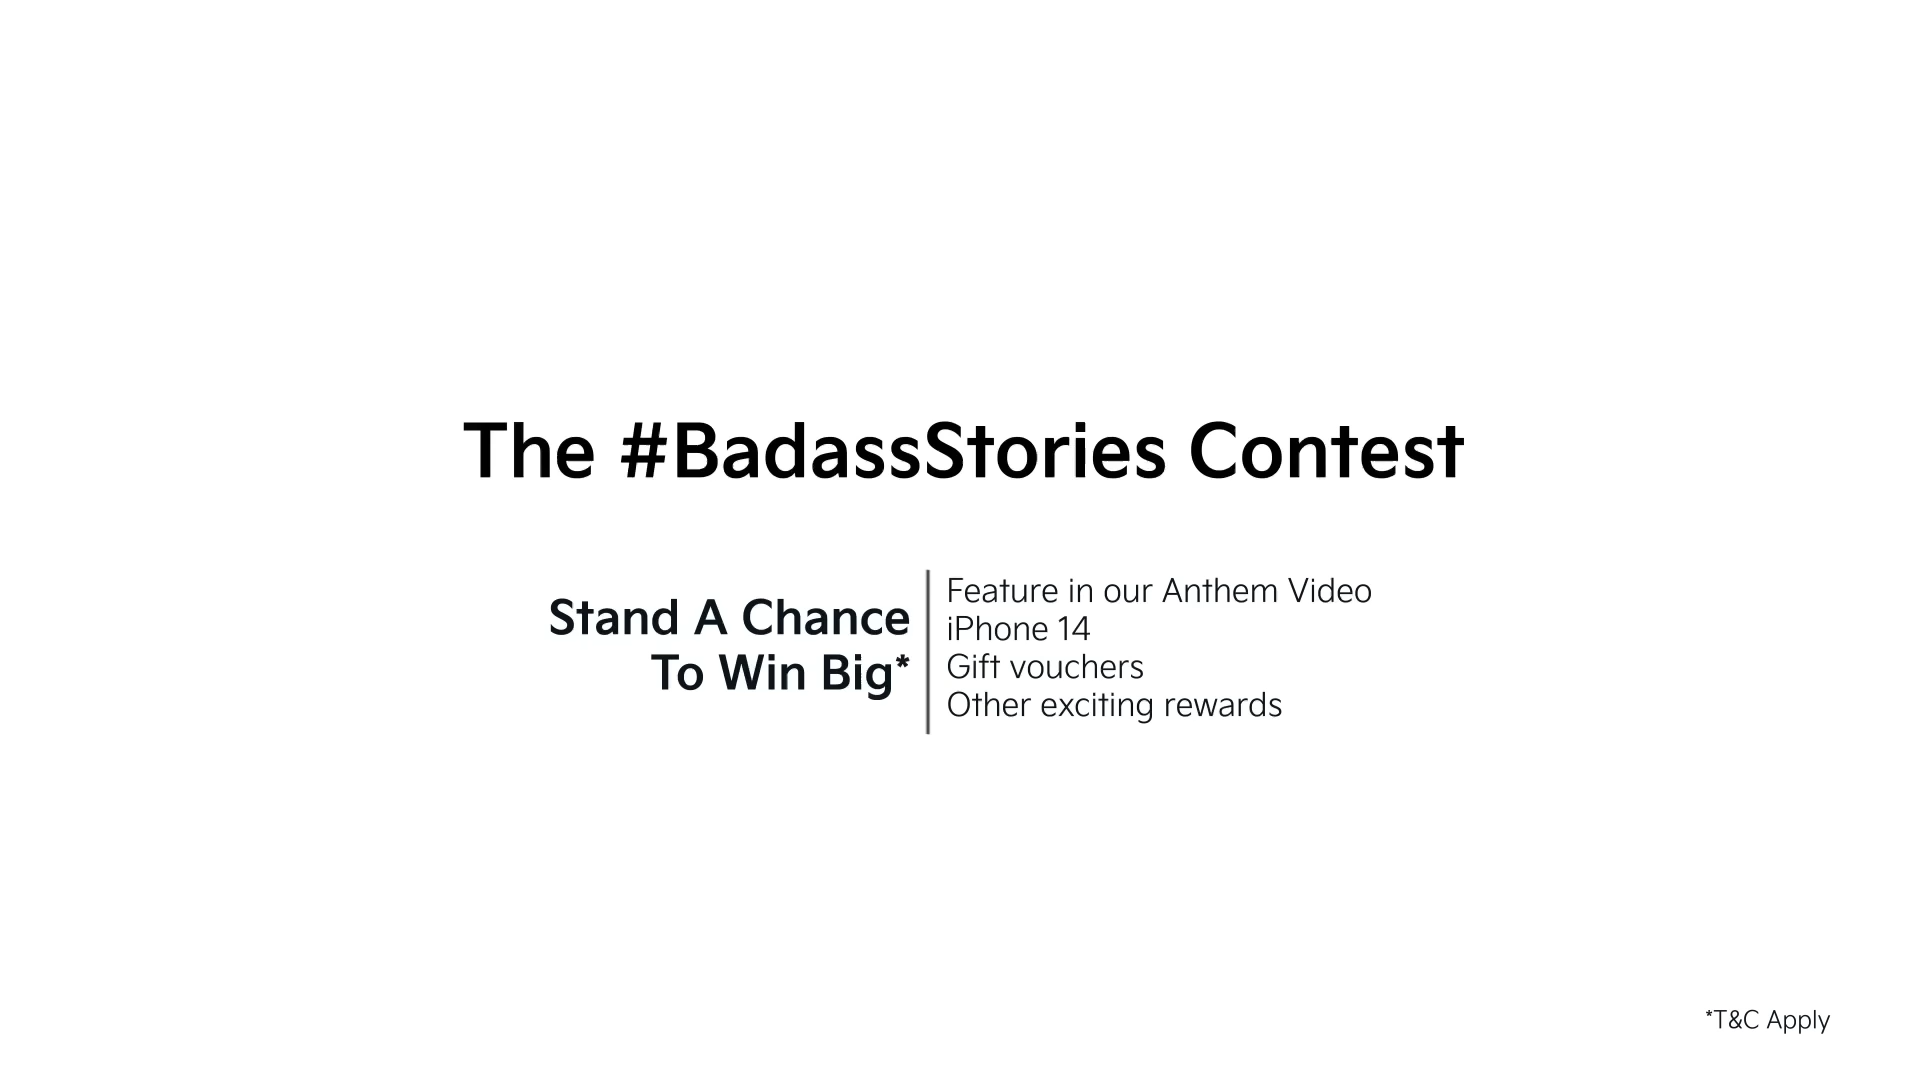 The #BadassStories Contest
Stand A Chance
To Win Big*
Feature in our Anthem Video
iPhone 14
Gift vouchers
Other exciting rewards
*T&C Apply